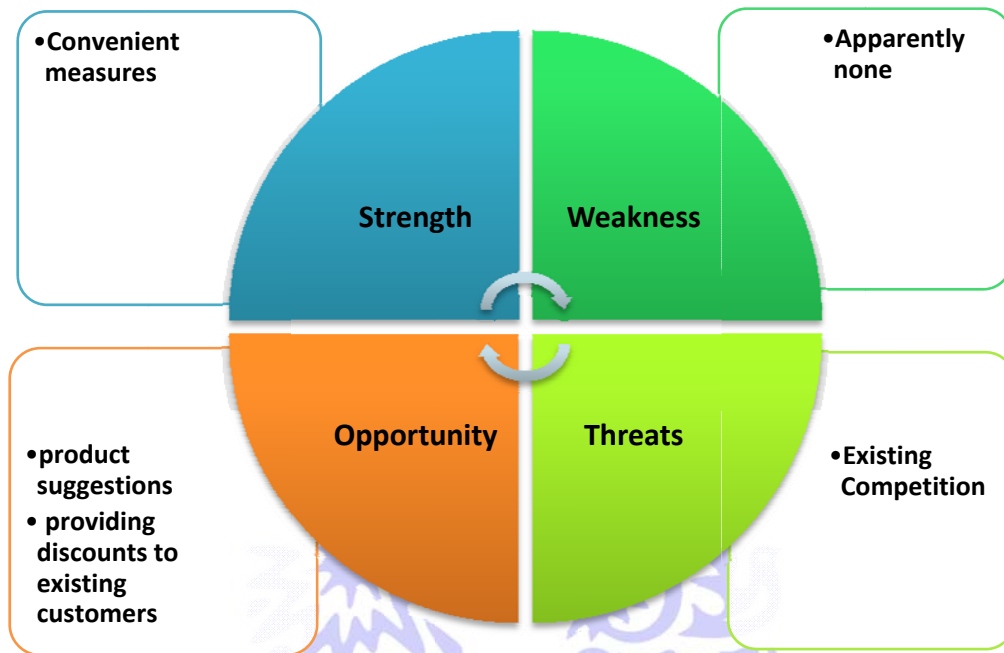 •Convenient
measures
•Apparently
none
Strength
Weakness
Opportunity
Threats
•product
suggestions
• providing
discounts to
existing
customers
•Existing
Competition